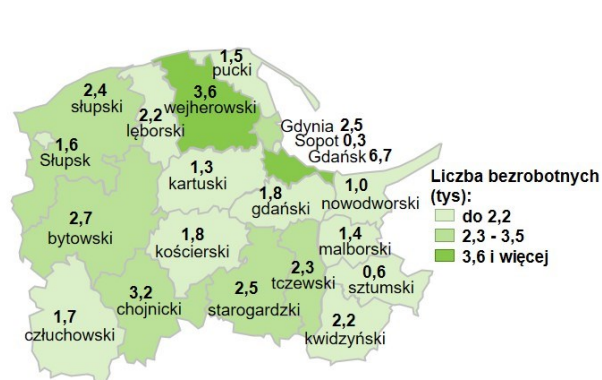 1,5
pucki
2,4
słupski
3,6
wejherowski
2,2
lęborski
Gdynia 2,5
Sopot 0,3
Gdańsk 6,7
1,6
Słupsk
1,3
kartuski
1,8
gdański
1,0
nowodworski
2,7
bytowski
1,8
kościerski
1,4
malborski
3,2
chojnicki
2,5
starogardzki
2,3
tczewski
0,6
sztumski
1,7
człuchowski
2,2
kwidzyński
Liczba bezrobotnych
(tys):
do 2,2
2,3 - 3,5
3,6 i więcej